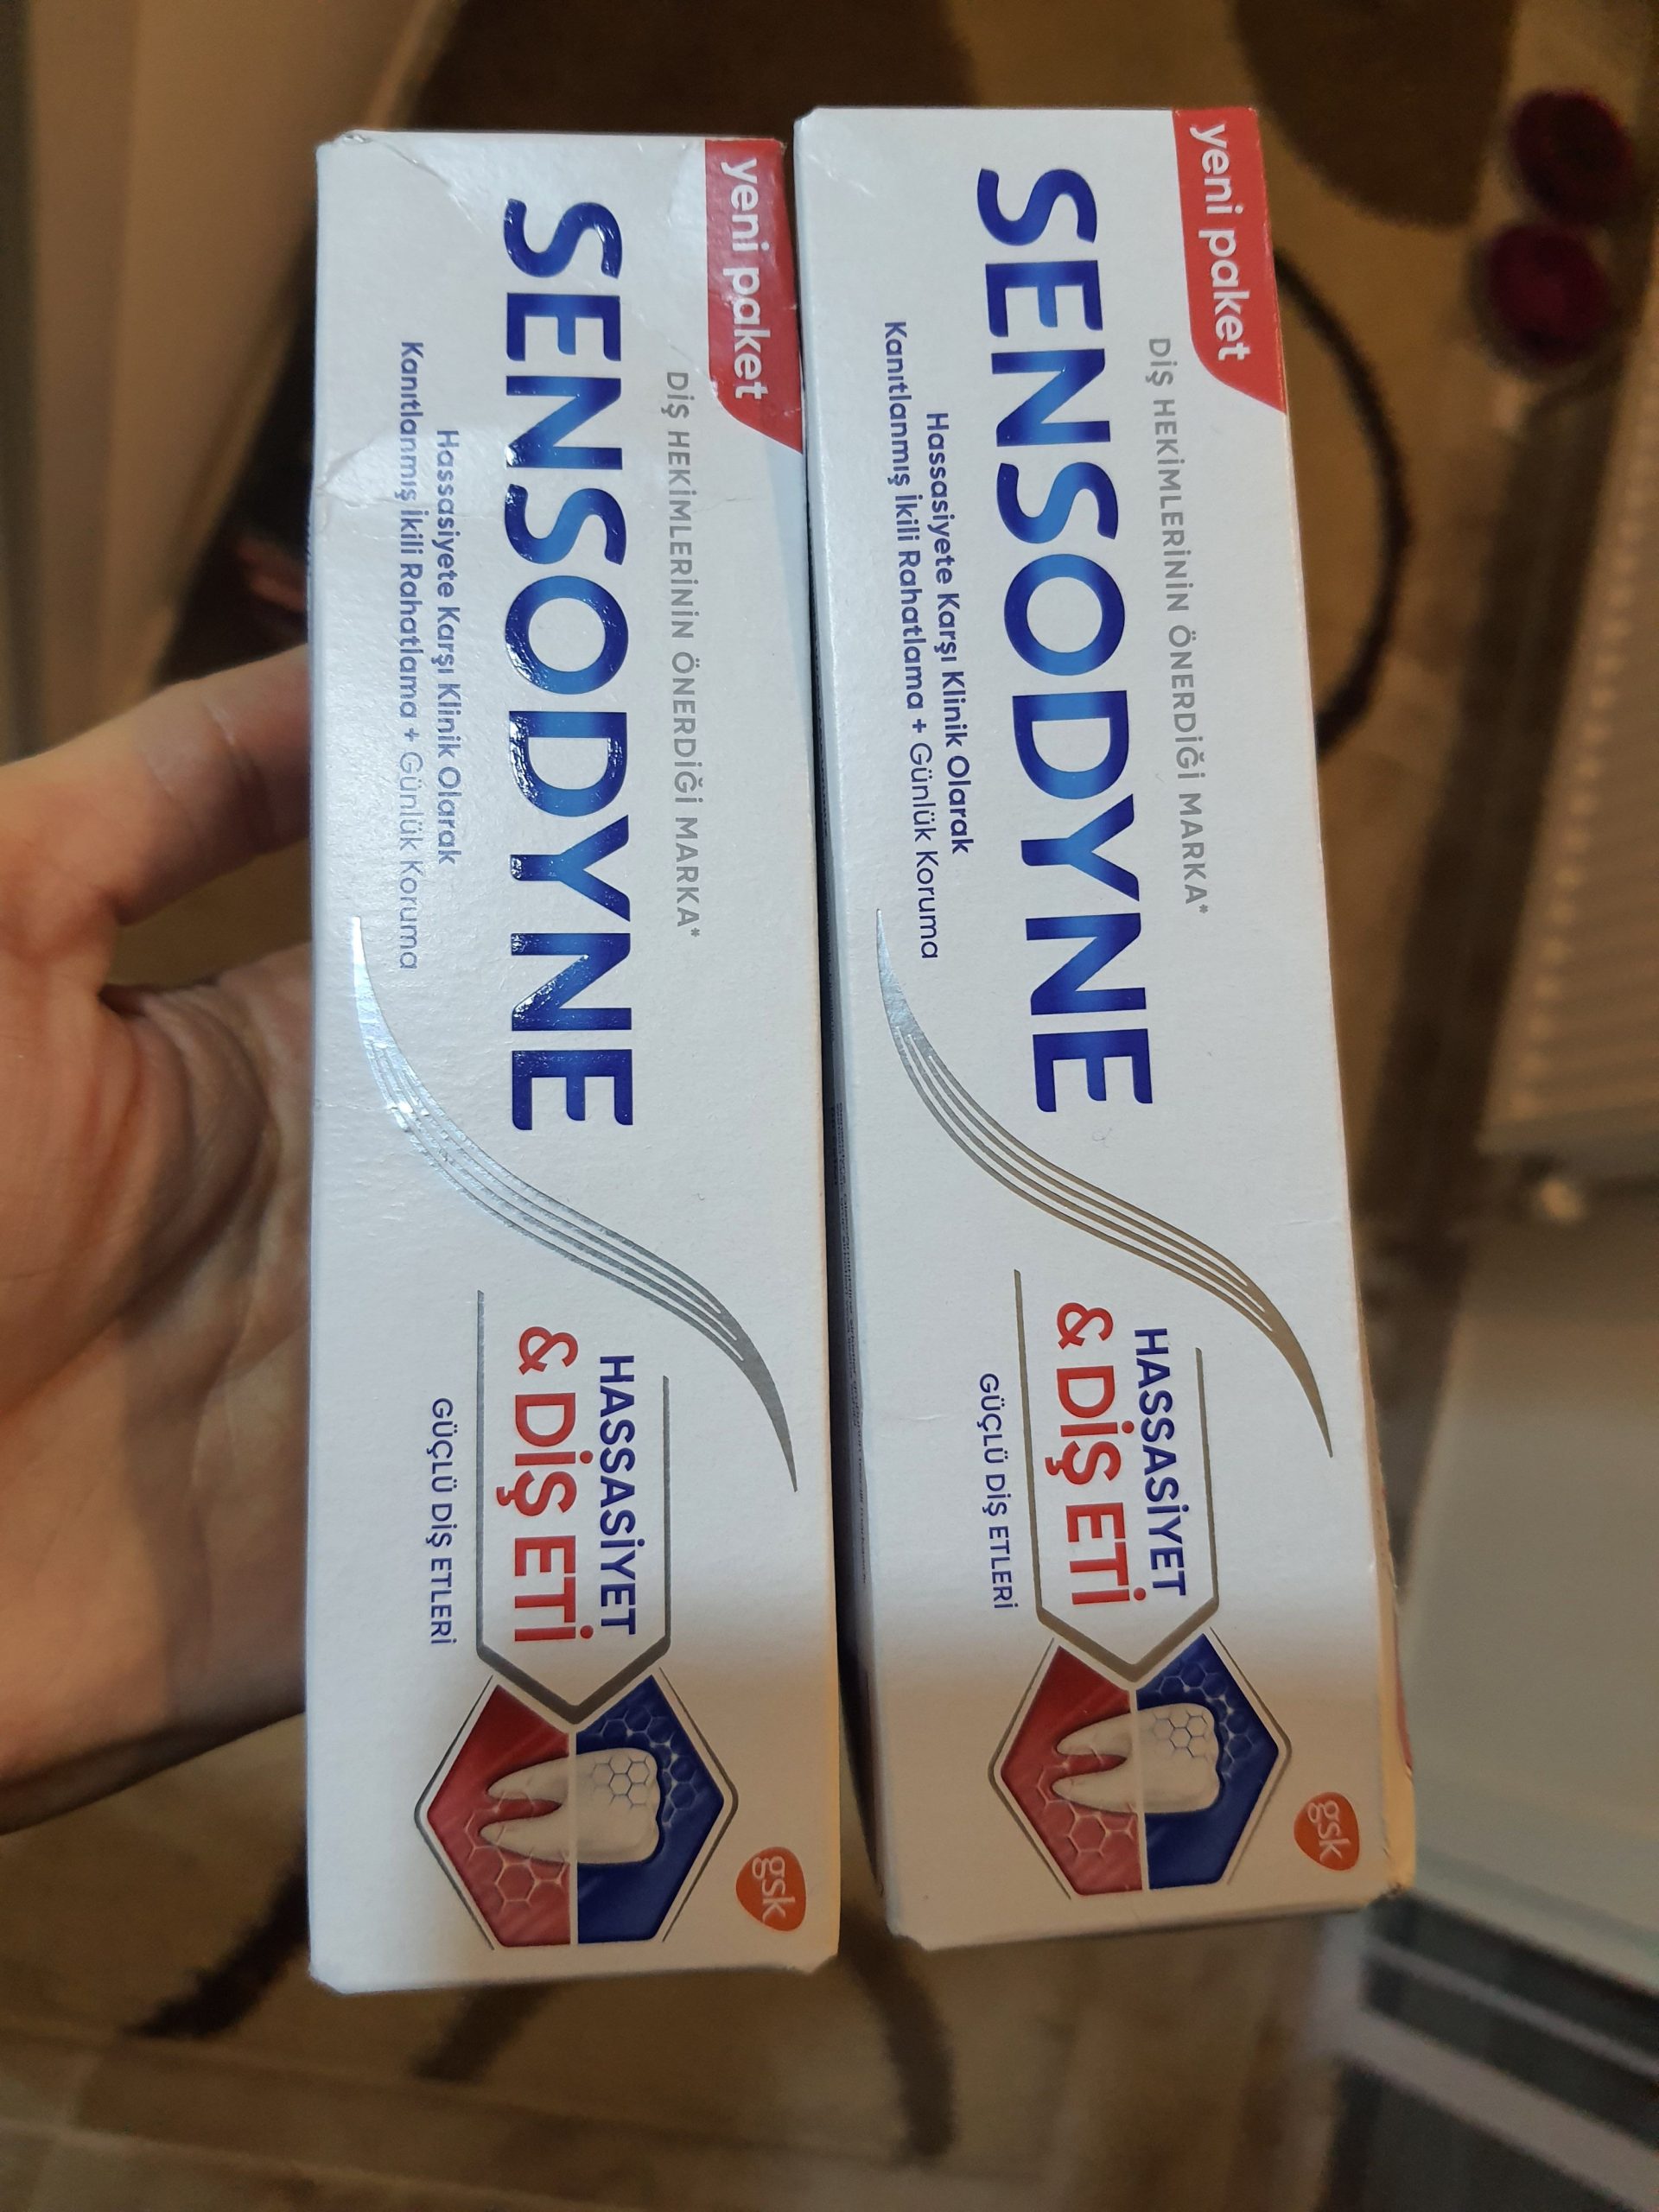 yeni paket
DİŞ HEKİMLERİNİN ÖNERDİĞİ MARKA*
SENSODYNE
Hassasiyete Karşı Klinik Olarak
Kanıtlanmış İkili Rahatlama + Günlük Koruma
HASSASİYET
& DİŞ ETİ
GÜÇLÜ DİŞ ETLERİ
gsk
yeni paket
DİŞ HEKİMLERİNİN ÖNERDİĞİ MARKA*
SENSODYNE
Hassasiyete Karşı Klinik Olarak
Kanıtlanmış İkili Rahatlama + Günlük Koruma
HASSASİYET
& DİŞ ETİ
GÜÇLÜ DİŞ ETLERİ
gsk